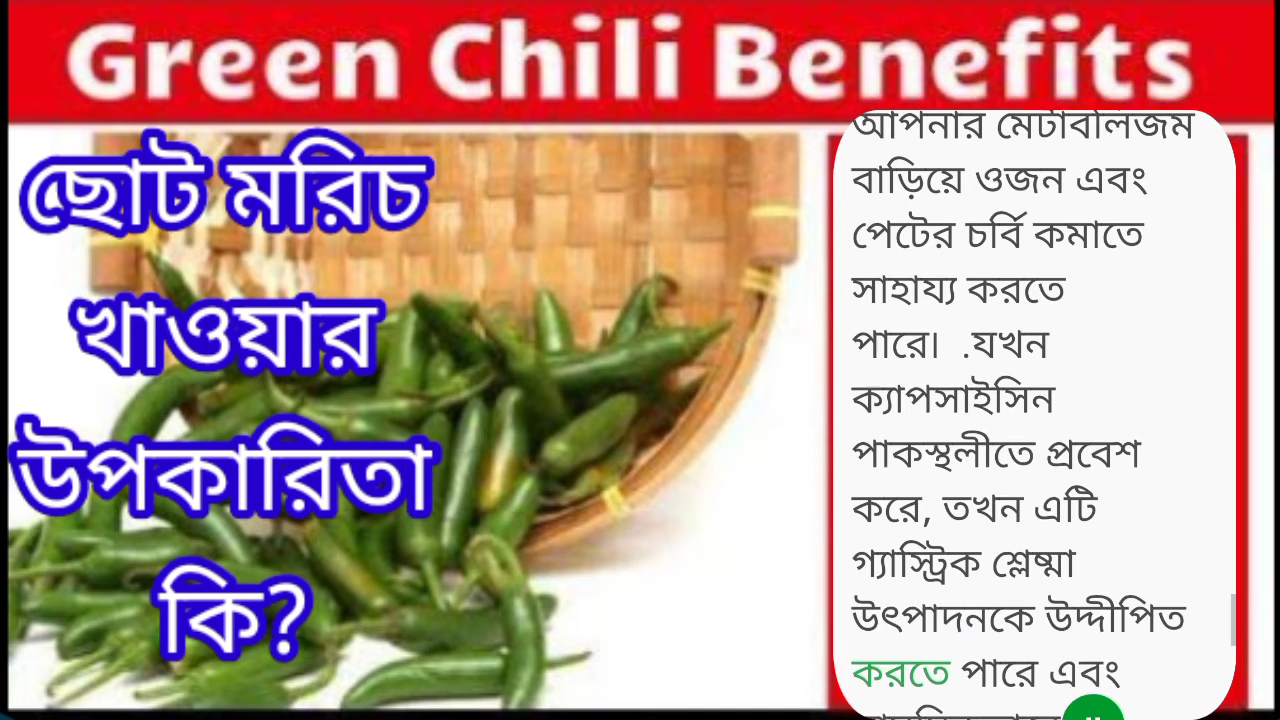 Green Chili Benefits
ছোট মরিচ
খাওয়ার
উপকারিতা
কি?
আপনার মেটাবলিজম
বাড়িয়ে ওজন এবং
পেটের চর্বি কমাতে
সাহায্য করতে
পারে। .যখন
ক্যাপসাইসিন
পাকস্থলীতে প্রবেশ
করে, তখন এটি
গ্যাস্ট্রিক শ্লেষ্মা
উৎপাদনকে উদ্দীপিত
করতে পারে এবং